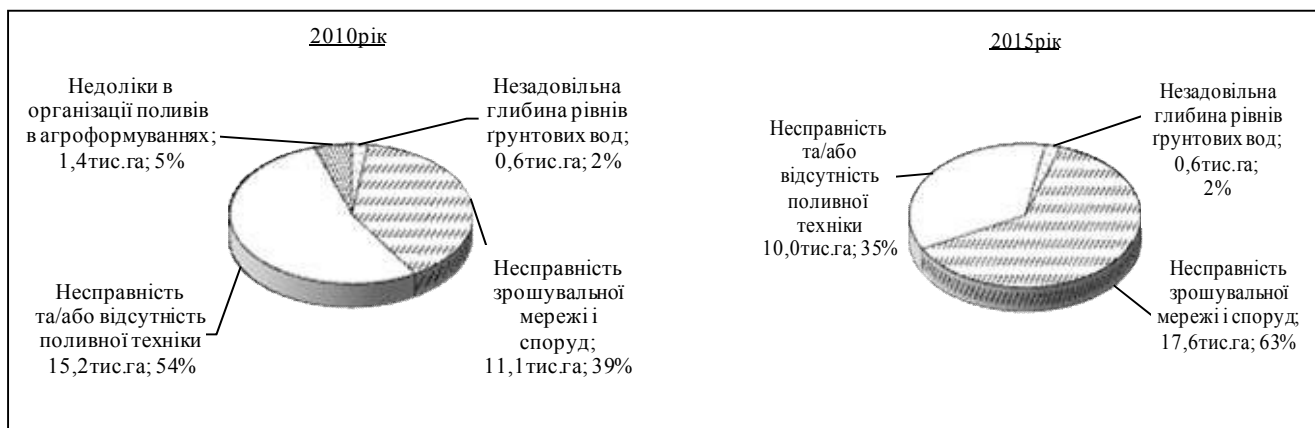 2010рік
Недоліки в
організації поливів
в агроформуваннях;
1,4тис.га; 5%
Незадовільна
глибина рівнів
ґрунтових вод;
0,6тис.га; 2%
Несправність
та/або відсутність
поливної техніки
15,2тис.га; 54%
Несправність
зрошувальної
мережі і
споруд;
11,1тис.га; 39%
2015рік
Несправність
та/або
відсутність
поливної
техніки
10,0тис.га; 35%
Незадовільна
глибина рівнів
ґрунтових вод;
0,6тис.га;
2%
Несправність
зрошувальної
мережі і споруд;
17,6тис.га; 63%